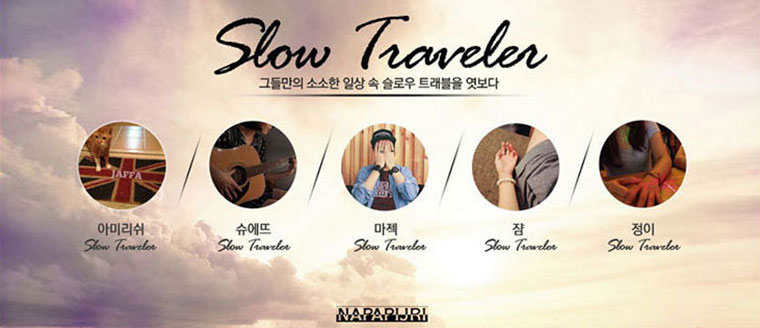 Slow Traveler
그들만의 소소한 일상 속 슬로우 트래블을 엿보다
JAFFA
아미리쉬
슈에뜨
마젝
쟘
정이
Slow Traveler
Slow Traveler
Slow Traveler
Slow Traveler
Slow Traveler
NAPAPIJRI